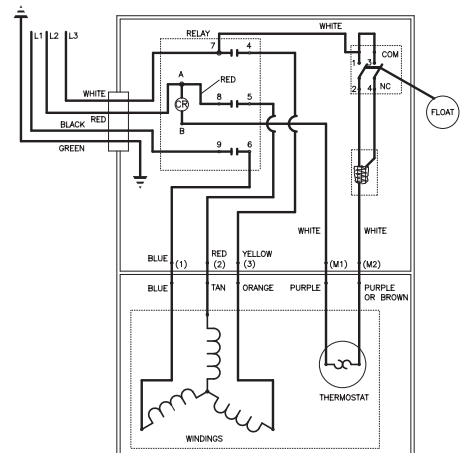 WHITE
RELAY
7 4
L1 L2 L3
1 3 COM
A
RED
WHITE
2 4 NC
8 5
CR
RED
FLOAT
B
BLACK
9 6
GREEN
WHITE WHITE
BLUE (1) RED (2) YELLOW (3) (M1) (M2)
BLUE TAN ORANGE PURPLE PURPLE OR BROWN
THERMOSTAT
WINDINGS